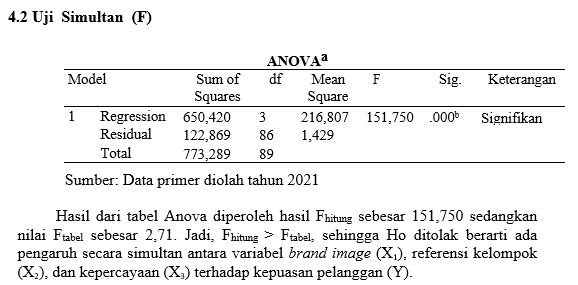 4.2 Uji Simultan (F)
ANOVAa
Model Sum of df Mean F Sig. Keterangan
Squares Square
1 Regression 650,420 3 216,807 151,750 .000b Signifikan
Residual 122,869 86 1,429
Total 773,289 89
Sumber: Data primer diolah tahun 2021
Hasil dari tabel Anova diperoleh hasil Fhitung sebesar 151,750 sedangkan
nilai Ftabel sebesar 2,71. Jadi, Fhitung > Ftabel, sehingga Ho ditolak berarti ada
pengaruh secara simultan antara variabel brand image (X1), referensi kelompok
(X2), dan kepercayaan (X3) terhadap kepuasan pelanggan (Y).